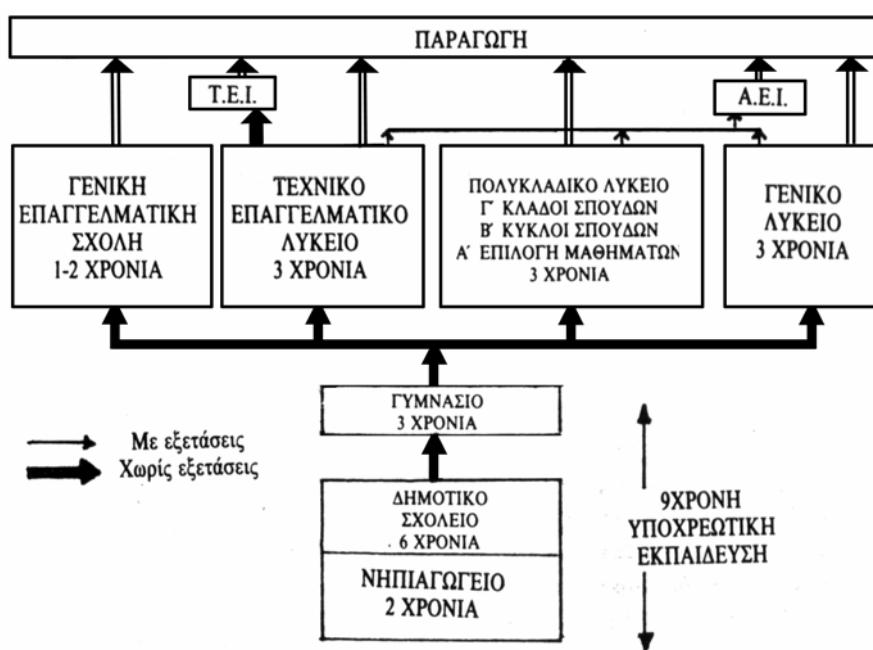 ΠΑΡΑΓΩΓΗ
Τ.Ε.Ι.
Α.Ε.Ι.
ΓΕΝΙΚΗ
ΕΠΑΓΓΕΛΜΑΤΙΚΗ
ΣΧΟΛΗ
1-2 ΧΡΟΝΙΑ
ΤΕΧΝΙΚΟ
ΕΠΑΓΓΕΛΜΑΤΙΚΟ
ΛΥΚΕΙΟ
3 ΧΡΟΝΙΑ
ΠΟΛΥΚΛΑΔΙΚΟ ΛΥΚΕΙΟ
Γ' ΚΛΑΔΟΙ ΣΠΟΥΔΩΝ
Β' ΚΥΚΛΟΙ ΣΠΟΥΔΩΝ
Α' ΕΠΙΛΟΓΗ ΜΑΘΗΜΑΤΩΝ
3 ΧΡΟΝΙΑ
ΓΕΝΙΚΟ
ΛΥΚΕΙΟ
3 ΧΡΟΝΙΑ
ΓΥΜΝΑΣΙΟ
3 ΧΡΟΝΙΑ
Με εξετάσεις
Χωρίς εξετάσεις
ΔΗΜΟΤΙΚΟ
ΣΧΟΛΕΙΟ
6 ΧΡΟΝΙΑ
ΝΗΠΙΑΓΩΓΕΙΟ
2 ΧΡΟΝΙΑ
9ΧΡΟΝΗ
ΥΠΟΧΡΕΩΤΙΚΗ
ΕΚΠΑΙΔΕΥΣΗ